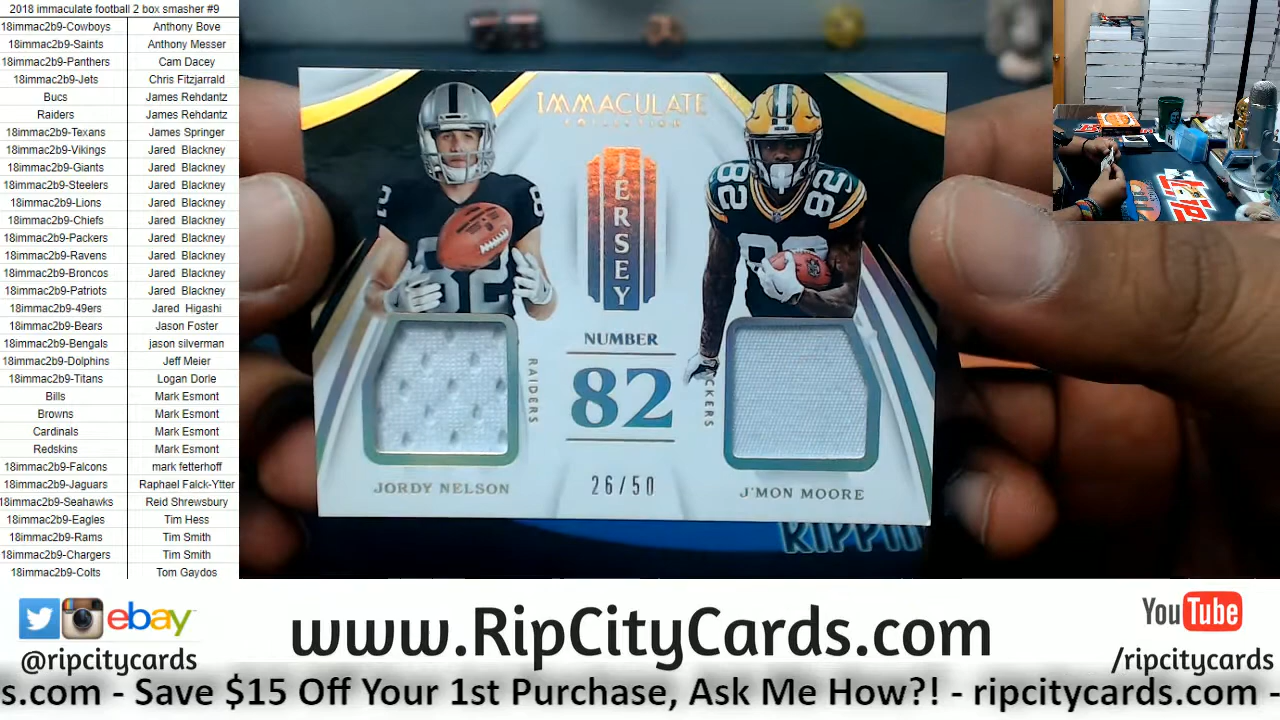 2018 immaculate football 2 box smasher #9
18immac2b9-Cowboys Anthony Bove
18immac2b9-Saints Anthony Messer
18immac2b9-Panthers Cam Dacey
18immac2b9-Jets Chris Fitzjarrald
Bucs James Rehdantz
Raiders James Rehdantz
18immac2b9-Texans James Springer
18immac2b9-Vikings Jared Blackney
18immac2b9-Giants Jared Blackney
18immac2b9-Steelers Jared Blackney
18immac2b9-Lions Jared Blackney
18immac2b9-Chiefs Jared Blackney
18immac2b9-Packers Jared Blackney
18immac2b9-Ravens Jared Blackney
18immac2b9-Broncos Jared Blackney
18immac2b9-Patriots Jared Blackney
18immac2b9-49ers Jared Higashi
18immac2b9-Bears Jason Foster
18immac2b9-Bengals jason silverman
18immac2b9-Dolphins Jeff Meier
18immac2b9-Titans Logan Dorle
Bills Mark Esmont
Browns Mark Esmont
Cardinals Mark Esmont
Redskins Mark Esmont
18immac2b9-Falcons mark fetterhoff
18immac2b9-Jaguars Raphael Falck-Ytter
18immac2b9-Seahawks Reid Shrewsbury
18immac2b9-Eagles Tim Hess
18immac2b9-Rams Tim Smith
18immac2b9-Chargers Tim Smith
18immac2b9-Colts Tom Gaydos
IMMACULATE
COLLECTION
JERSEY
NUMBER
82
RAIDERS
26/50
JORDY NELSON
J'MON MOORE
82
82
82
ebay
@ripcitycards
www.RipCityCards.com
YouTube
/ripcitycards
s.com - Save $15 Off Your 1st Purchase, Ask Me How?! - ripcitycards.com -